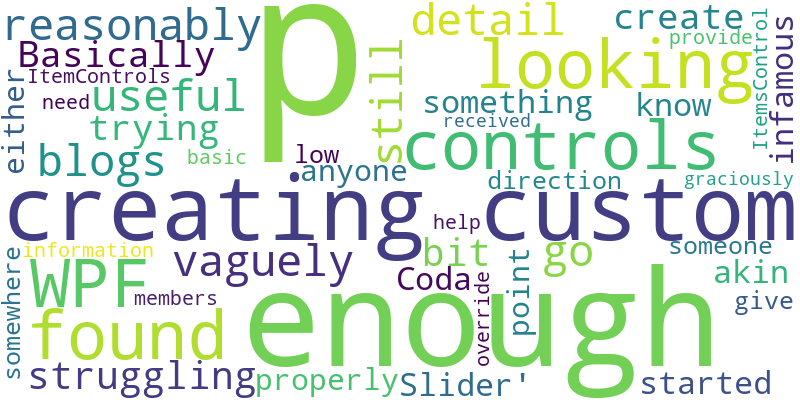 reasonably
p
detail
create
provide
infamous
Basically
ItemControls
looking
ItemsControl
need
useful
still
something
know
either
trying
received
controls
blogs
basic
low
anyone
direction
graciously
creating
custom
help
information
vaguely
bit
go
someone
WPF
members
Coda
override
point
akin
somewhere
found
enough
give
struggling
properly
Slider'
started